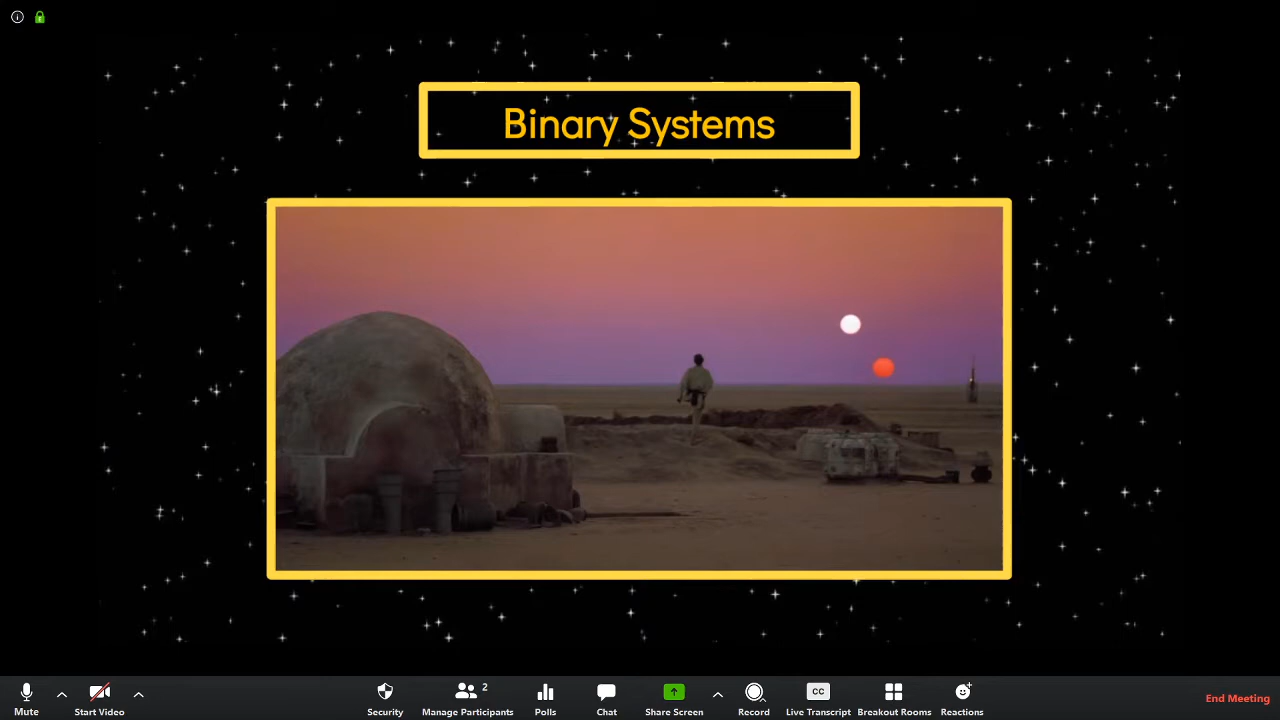 Binary Systems
Mute
Start Video
Security
2
Manage Participants
Polls
Chat
Share Screen
Record
CC
Live Transcript
Breakout Rooms
Reactions
End Meeting